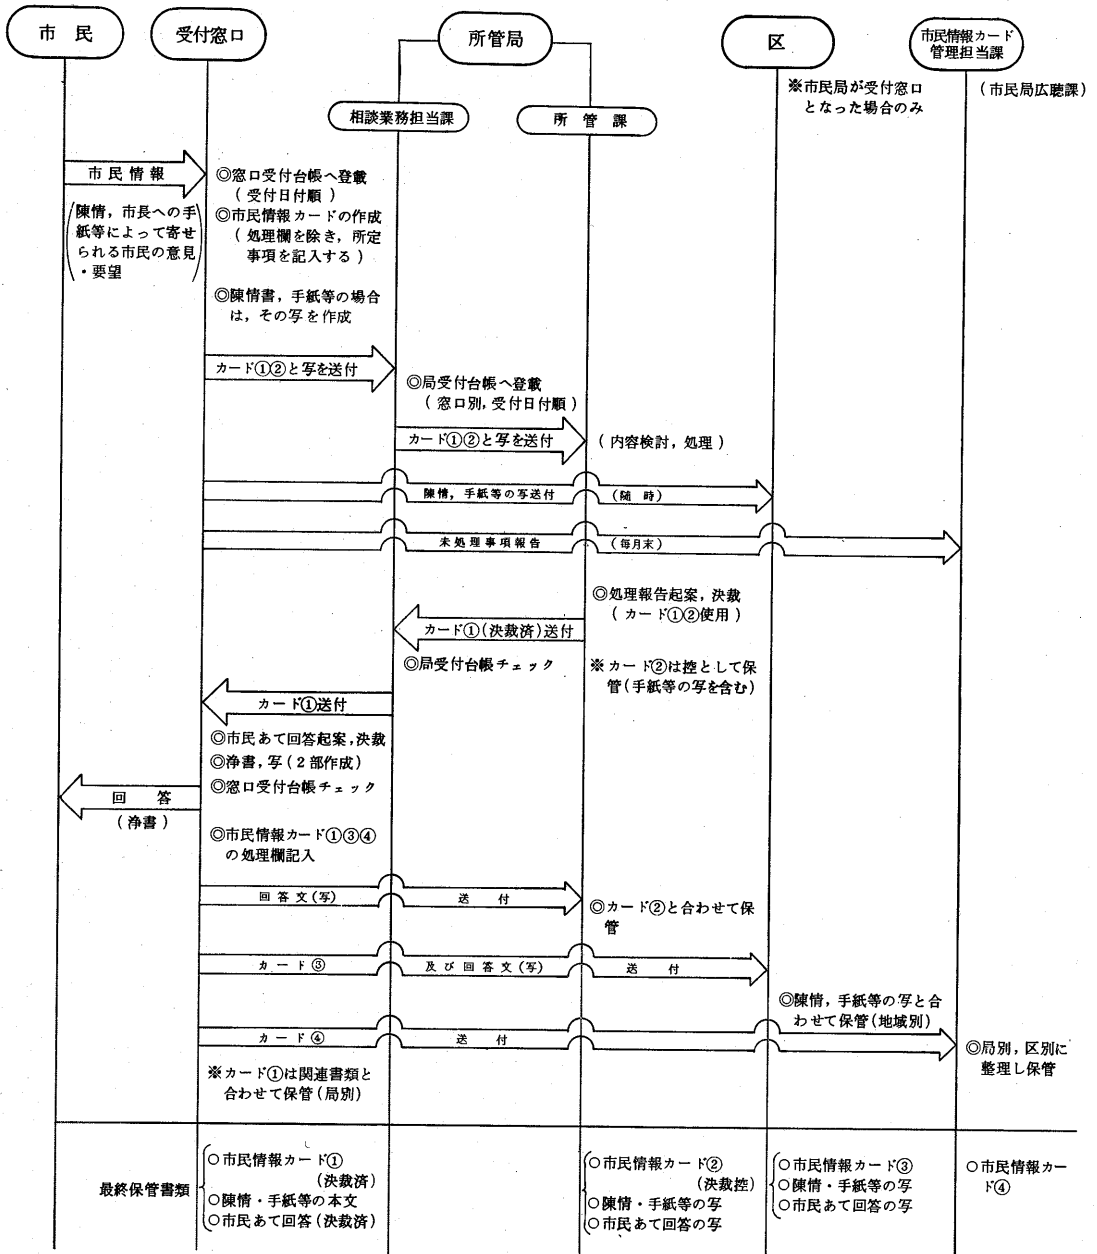 市民
受付窓口
所管局
区
市民情報カード
管理担当課
※市民局が受付窓口
となった場合のみ
(市民局広聴課)
相談業務担当課
所管課
市民情報
(陳情，市長への手
紙等によって寄せ
られる市民の意見
・要望)
◎窓口受付台帳へ登載
(受付日付順)
◎市民情報カードの作成
(処理欄を除き，所定
事項を記入する)
◎陳情書，手紙等の場合
は，その写を作成
カード①②と写を送付
◎局受付台帳へ登載
(窓口別，受付日付順)
カード①②と写を送付
(内容検討，処理)
陳情，手紙等の写送付 (随時)
未処理事項報告 (毎月末)
◎処理報告起案，決裁
(カード①②使用)
カード①(決裁済)送付
◎局受付台帳チェック
※カード②は控として保
管(手紙等の写を含む)
カード①送付
◎市民あて回答起案，決裁
◎浄書，写(2部作成)
◎窓口受付台帳チェック
回答
(浄書)
◎市民情報カード①③④
の処理欄記入
回答文(写) 送付
◎カード②と合わせて保
管
カード③ 及び回答文(写) 送付
◎陳情，手紙等の写と合
わせて保管(地域別)
カード④ 送付
◎局別，区別に
整理し保管
※カード①は関連書類と
合わせて保管(局別)
最終保管書類
○市民情報カード①
(決裁済)
○陳情・手紙等の本文
○市民あて回答(決裁済)
○市民情報カード②
(決裁控)
○陳情・手紙等の写
○市民あて回答の写
○市民情報カード③
○陳情・手紙等の写
○市民あて回答の写
○市民情報カー
ド④